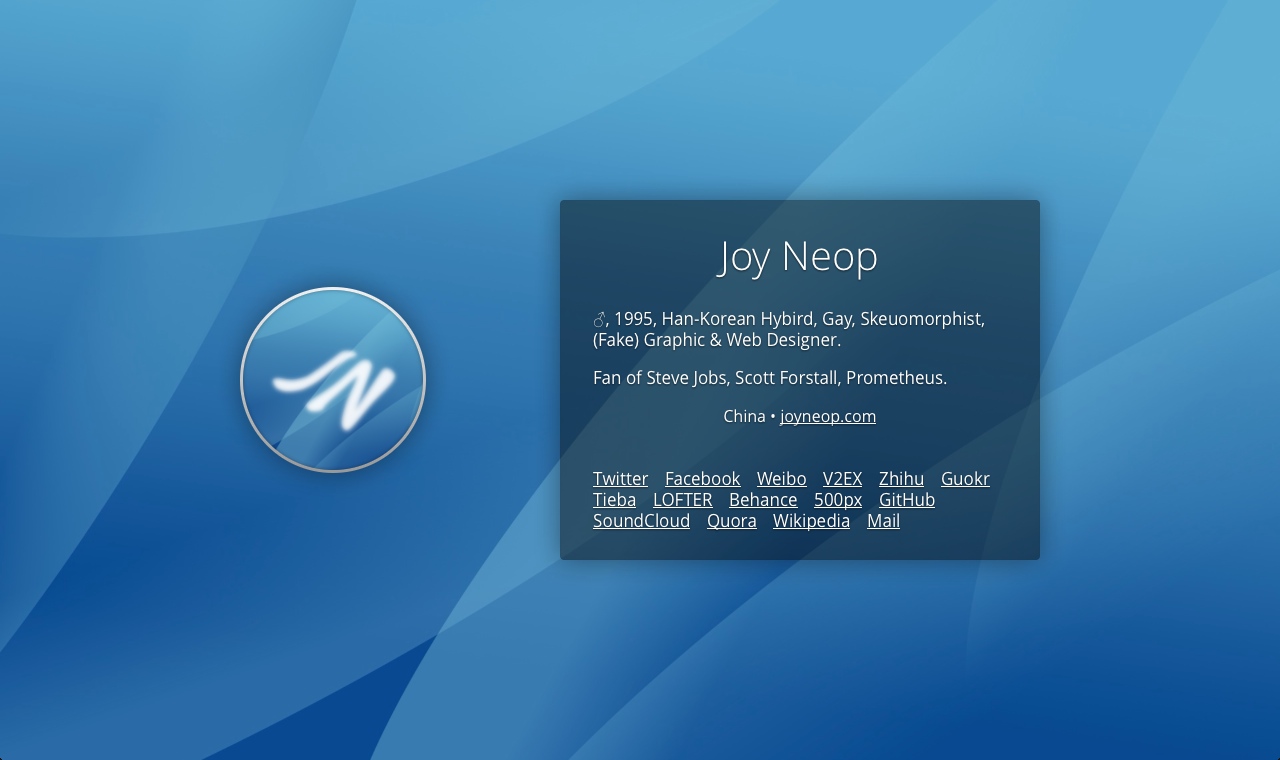 JN
Joy Neop
♂, 1995, Han-Korean Hybird, Gay, Skeuomorphist,
(Fake) Graphic & Web Designer.
Fan of Steve Jobs, Scott Forstall, Prometheus.
China • joyneop.com
Twitter Facebook Weibo V2EX Zhihu Guokr
Tieba LOFTER Behance 500px GitHub
SoundCloud Quora Wikipedia Mail